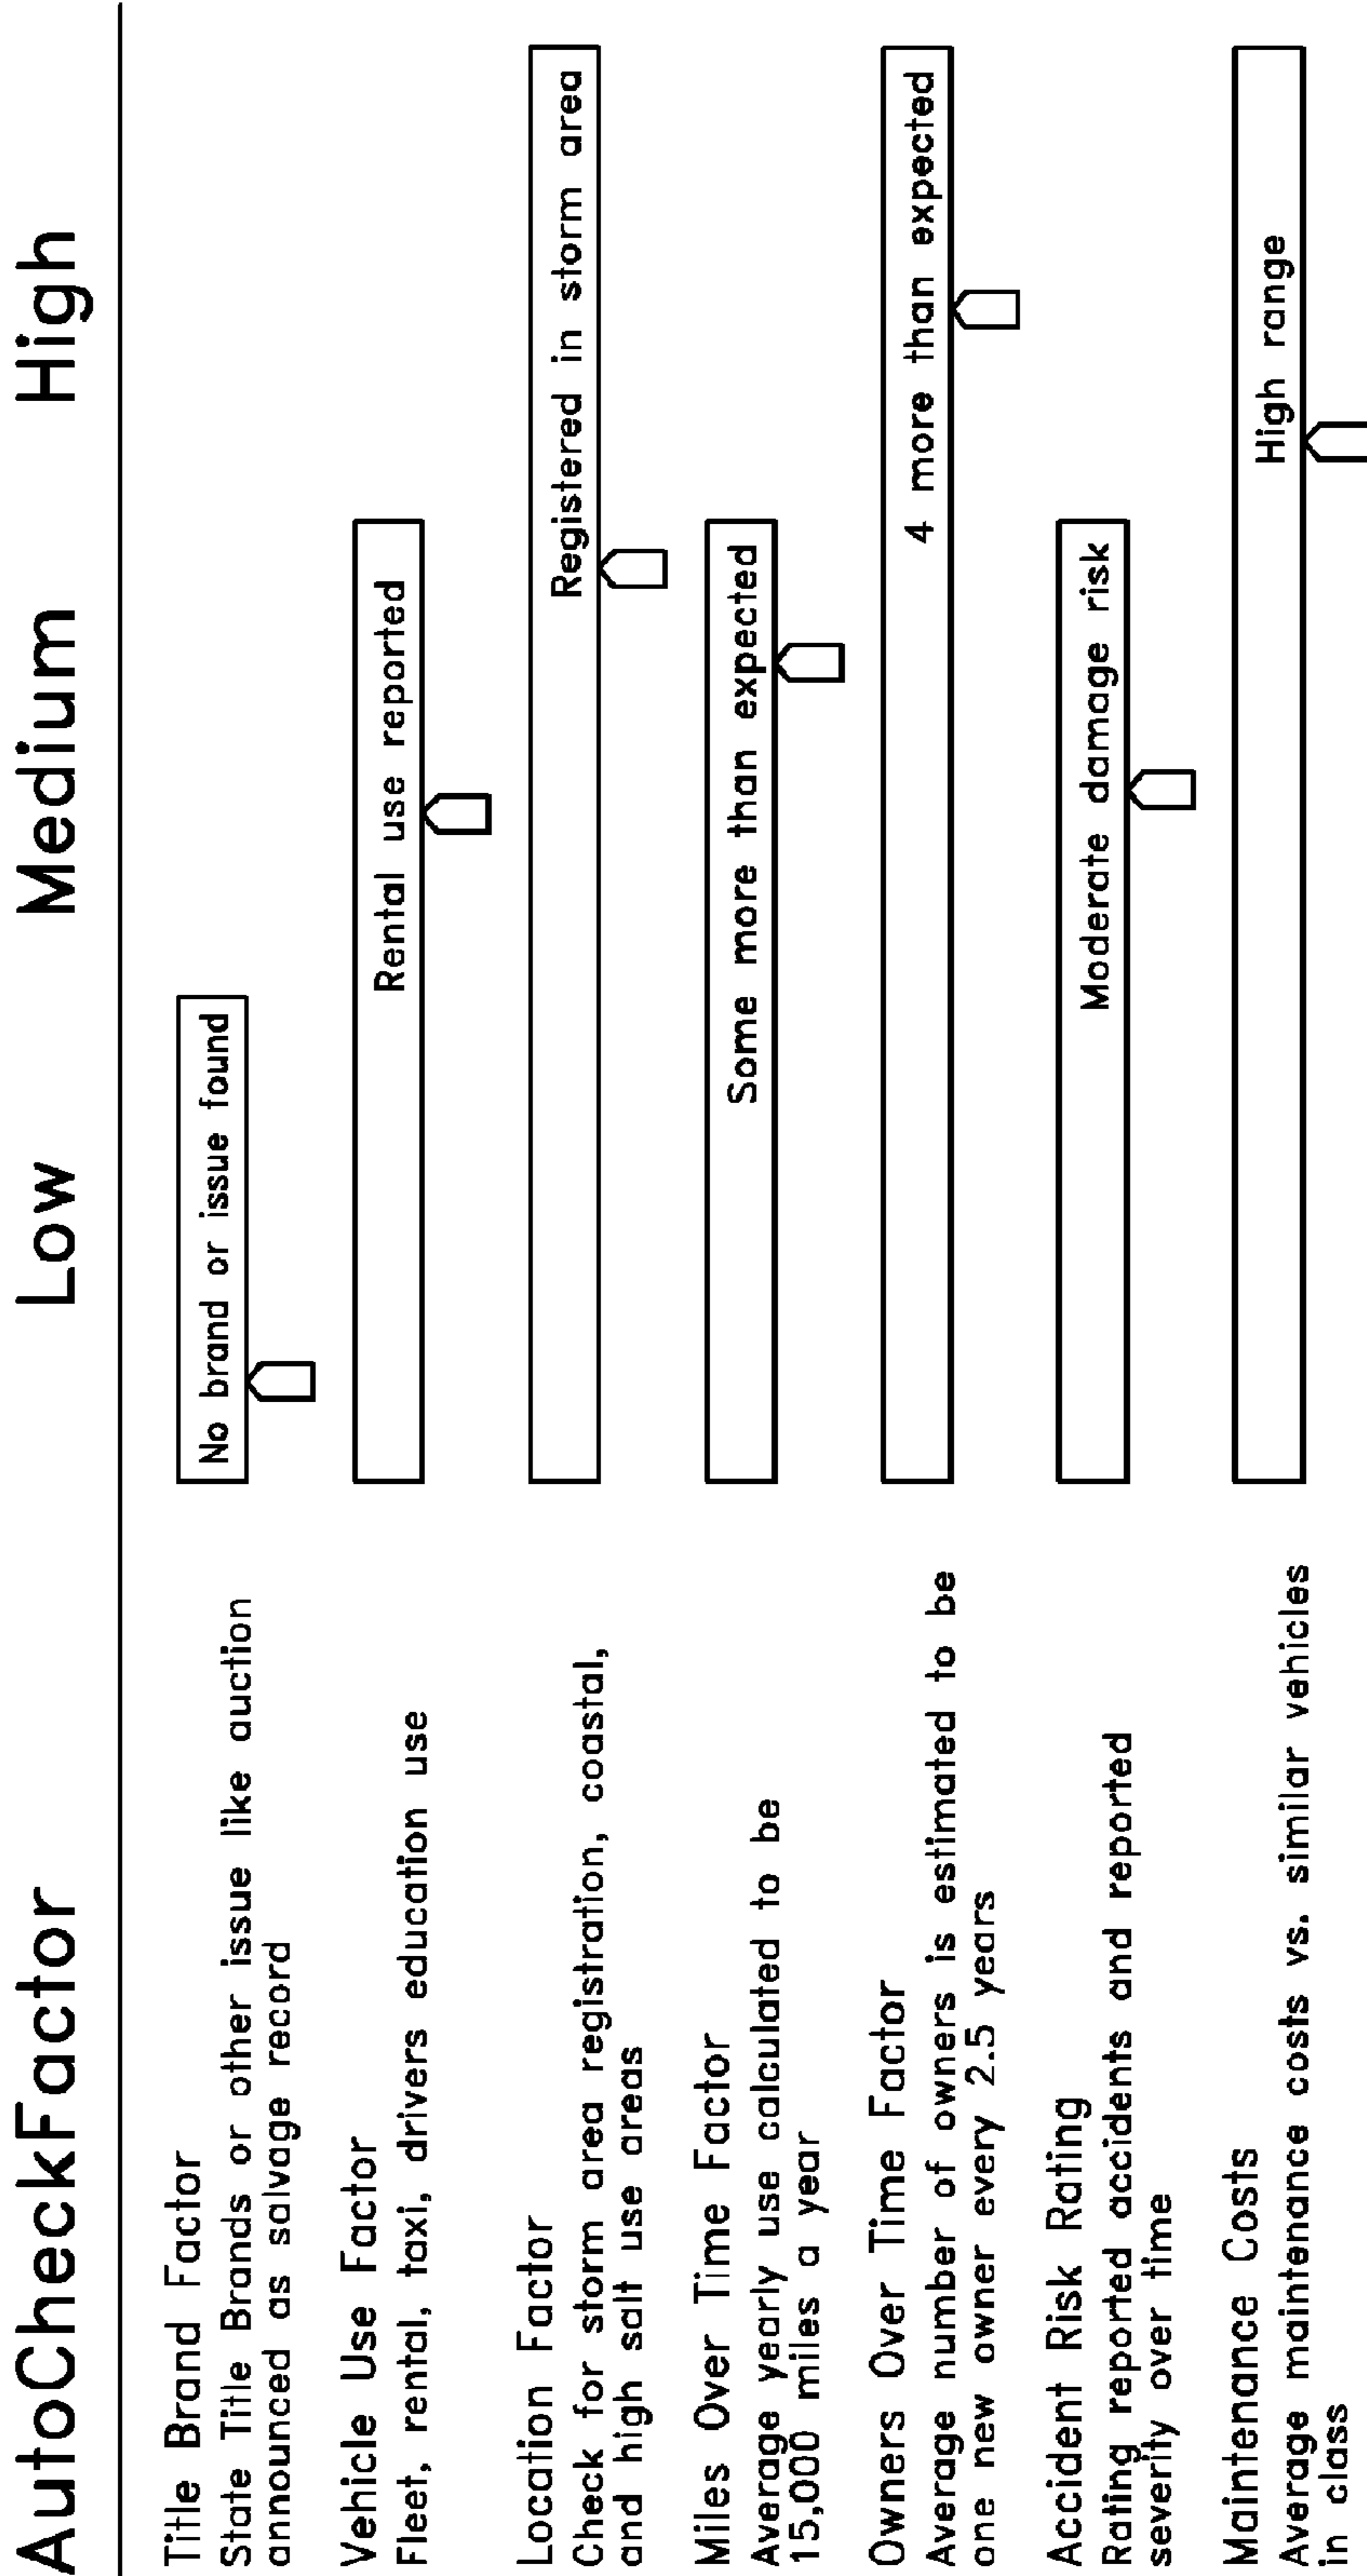 AutoCheckFactor Low Medium High
Title Brand Factor
State Title Brands or other issue like auction
announced as salvage record
No brand or issue found
Vehicle Use Factor
Fleet, rental, taxi, drivers education use
Rental use reported
Location Factor
Check for storm area registration, coastal,
and high salt use areas
Registered in storm area
Miles Over Time Factor
Average yearly use calculated to be
15,000 miles a year
Some more than expected
Owners Over Time Factor
Average number of owners is estimated to be
one new owner every 2.5 years
4 more than expected
Accident Risk Rating
Rating reported accidents and reported
severity over time
Moderate damage risk
Maintenance Costs
Average maintenance costs vs. similar vehicles
in class
High range